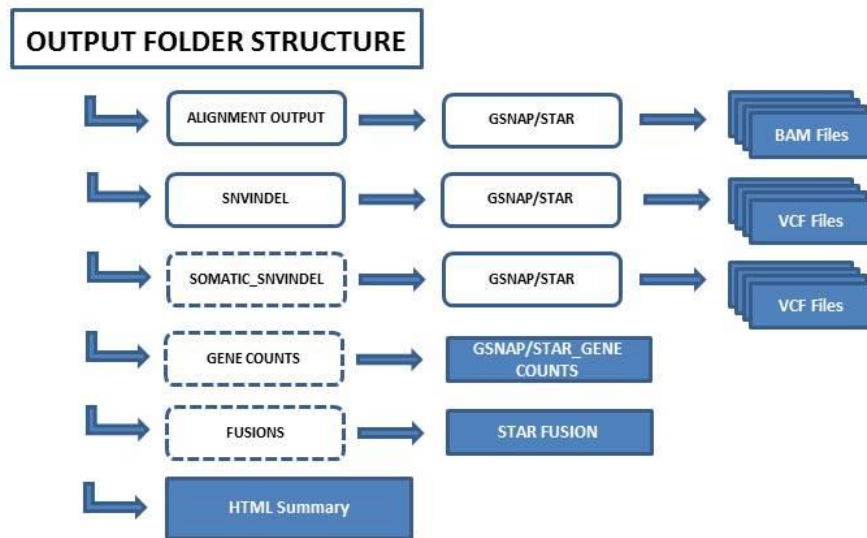 OUTPUT FOLDER STRUCTURE
ALIGNMENT OUTPUT
GSNAP/STAR
BAM Files
SNVINDEL
GSNAP/STAR
VCF Files
SOMATIC_SNVINDEL
GSNAP/STAR
VCF Files
GENE COUNTS
GSNAP/STAR_GENE
COUNTS
FUSIONS
STAR FUSION
HTML Summary